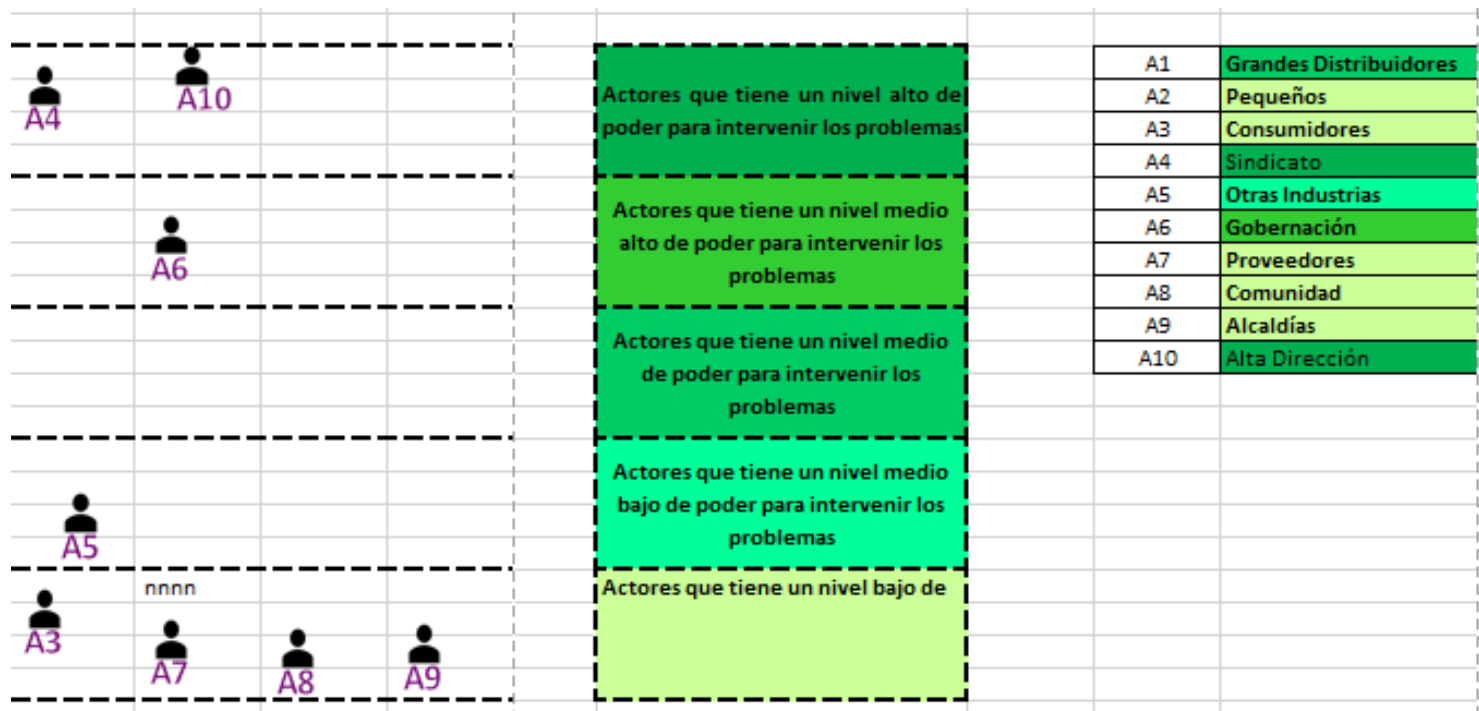 A4
A10
A6
A5
nnnn
A3
A7
A8
A9
Actores que tiene un nivel alto de
poder para intervenir los problemas
Actores que tiene un nivel medio
alto de poder para intervenir los
problemas
Actores que tiene un nivel medio
de poder para intervenir los
problemas
Actores que tiene un nivel medio
bajo de poder para intervenir los
problemas
Actores que tiene un nivel bajo de
A1 Grandes Distribuidores
A2 Pequeños
A3 Consumidores
A4 Sindicato
A5 Otras Industrias
A6 Gobernación
A7 Proveedores
A8 Comunidad
A9 Alcaldías
A10 Alta Dirección